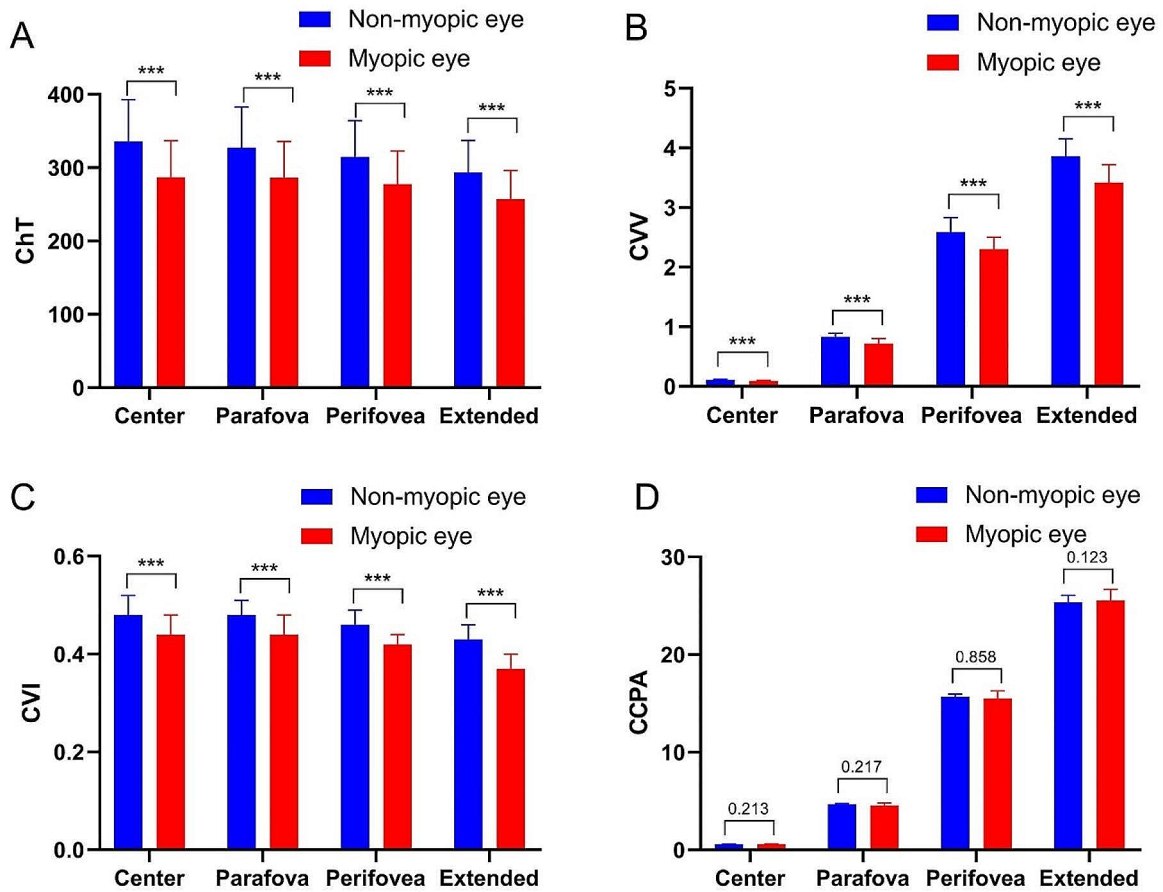 A
Non-myopic eye
Myopic eye
***
***
***
***
400
300
200
100
0
ChT
Center
Parafova
Perifovea
Extended
B
Non-myopic eye
Myopic eye
***
***
***
***
5
4
3
2
1
0
CVV
Center
Parafova
Perifovea
Extended
C
Non-myopic eye
Myopic eye
***
***
***
***
0.6
0.4
0.2
0.0
CVI
Center
Parafova
Perifovea
Extended
D
Non-myopic eye
Myopic eye
0.123
0.858
0.217
0.213
30
20
10
0
CCPA
Center
Parafova
Perifovea
Extended